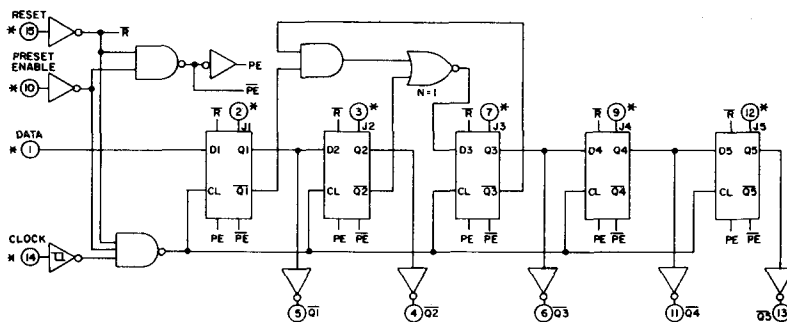 RESET
* 15
R̅
PRESET
ENABLE
* 10
PE
P̅E̅
N=1
DATA
* 1
R̅ 2 *
J1
D1 Q1
CL Q̅1̅
PE P̅E̅
R̅ 3 *
J2
D2 Q2
CL Q̅2̅
PE P̅E̅
R̅ 7 *
J3
D3 Q3
CL Q̅3̅
PE P̅E̅
R̅ 9 *
J4
D4 Q4
CL Q̅4̅
PE P̅E̅
R̅ 12 *
J5
D5 Q5
CL Q̅5̅
PE P̅E̅
CLOCK
* 14
5 Q̅1̅
4 Q̅2̅
6 Q̅3̅
11 Q̅4̅
Q̅5̅ 13